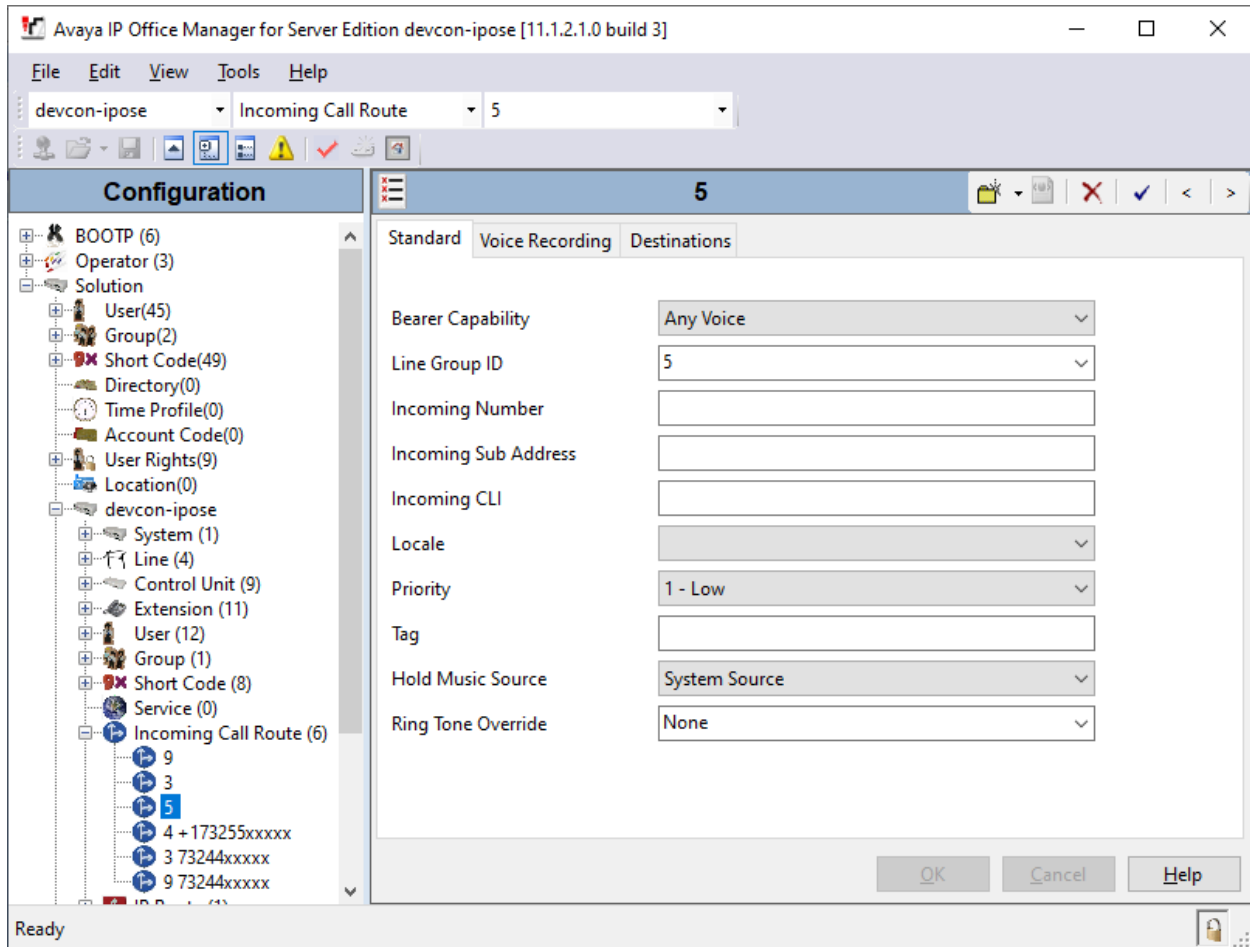 Avaya IP Office Manager for Server Edition devcon-ipose [11.1.2.1.0 build 3]
File Edit View Tools Help
devcon-ipose Incoming Call Route 5
Configuration
BOOTP (6)
Operator (3)
Solution
User(45)
Group(2)
Short Code(49)
Directory(0)
Time Profile(0)
Account Code(0)
User Rights(9)
Location(0)
devcon-ipose
System (1)
Line (4)
Control Unit (9)
Extension (11)
User (12)
Group (1)
Short Code (8)
Service (0)
Incoming Call Route (6)
9
3
5
4 +173255xxxxx
3 73244xxxxx
9 73244xxxxx
5
Standard Voice Recording Destinations
Bearer Capability Any Voice
Line Group ID 5
Incoming Number
Incoming Sub Address
Incoming CLI
Locale
Priority 1 - Low
Tag
Hold Music Source System Source
Ring Tone Override None
OK Cancel Help
Ready